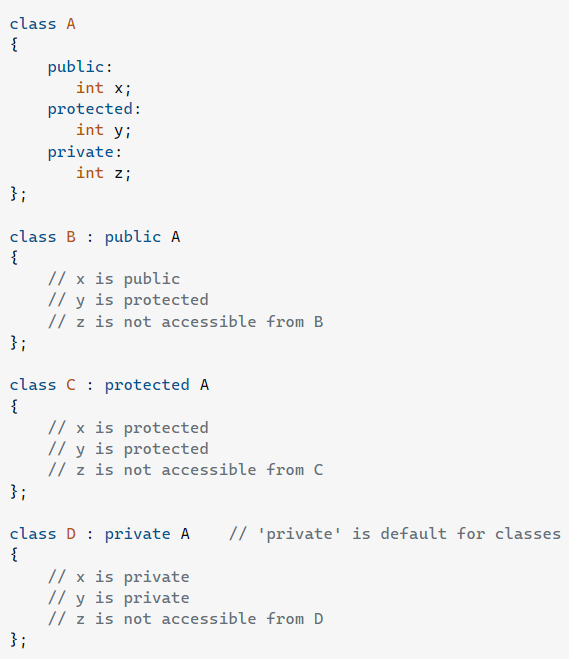 class A
{
    public:
       int x;
    protected:
       int y;
    private:
       int z;
};

class B : public A
{
    // x is public
    // y is protected
    // z is not accessible from B
};

class C : protected A
{
    // x is protected
    // y is protected
    // z is not accessible from C
};

class D : private A    // 'private' is default for classes
{
    // x is private
    // y is private
    // z is not accessible from D
};